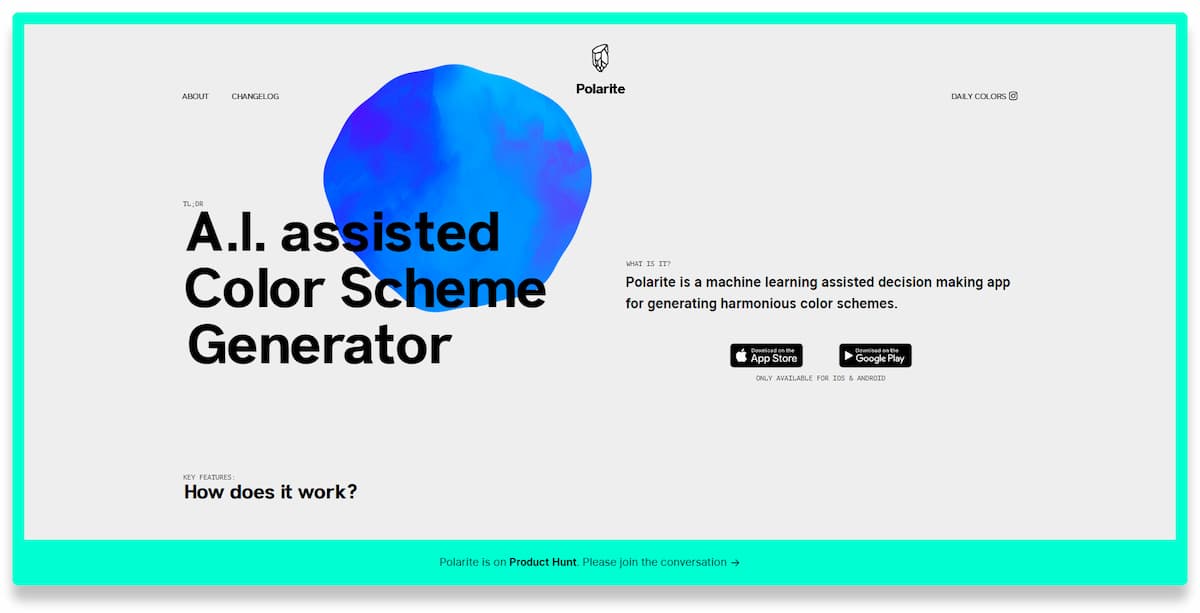 Polarite
ABOUT
CHANGELOG
DAILY COLORS
TL;DR
A.I. assisted
Color Scheme
Generator
WHAT IS IT?
Polarite is a machine learning assisted decision making app
for generating harmonious color schemes.
Download on the
App Store
Download on the
Google Play
ONLY AVAILABLE FOR IOS & ANDROID
KEY FEATURES:
How does it work?
Polarite is on Product Hunt. Please join the conversation →